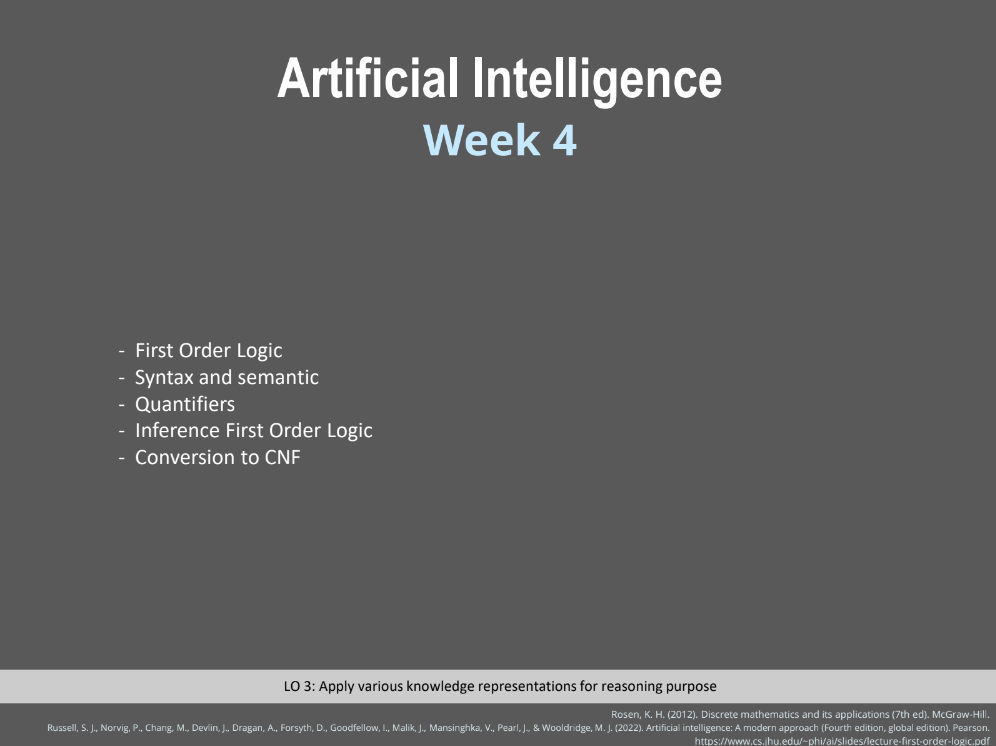 Artificial Intelligence
Week 4
- First Order Logic
- Syntax and semantic
- Quantifiers
- Inference First Order Logic
- Conversion to CNF
LO 3: Apply various knowledge representations for reasoning purpose
Rosen, K. H. (2012). Discrete mathematics and its applications (7th ed). McGraw-Hill.
Russell, S. J., Norvig, P., Chang, M., Devlin, J., Dragan, A., Forsyth, D., Goodfellow, I., Malik, J., Mansinghka, V., Pearl, J., & Wooldridge, M. J. (2022). Artificial intelligence: A modern approach (Fourth edition, global edition). Pearson.
https://www.cs.jhu.edu/~phi/ai/slides/lecture-first-order-logic.pdf